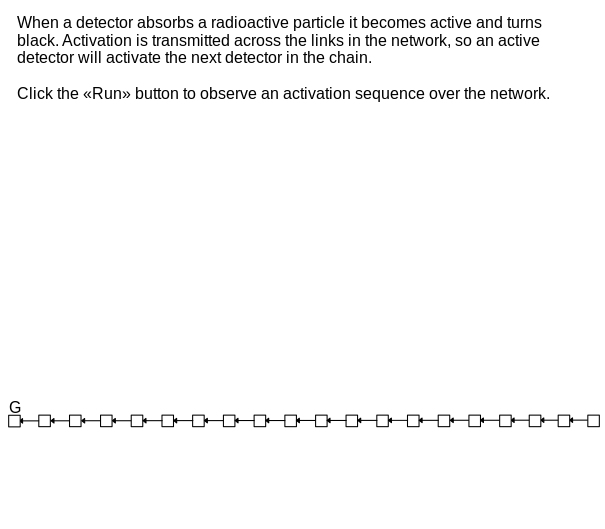 When a detector absorbs a radioactive particle it becomes active and turns
black. Activation is transmitted across the links in the network, so an active
detector will activate the next detector in the chain.
Click the «Run» button to observe an activation sequence over the network.
G